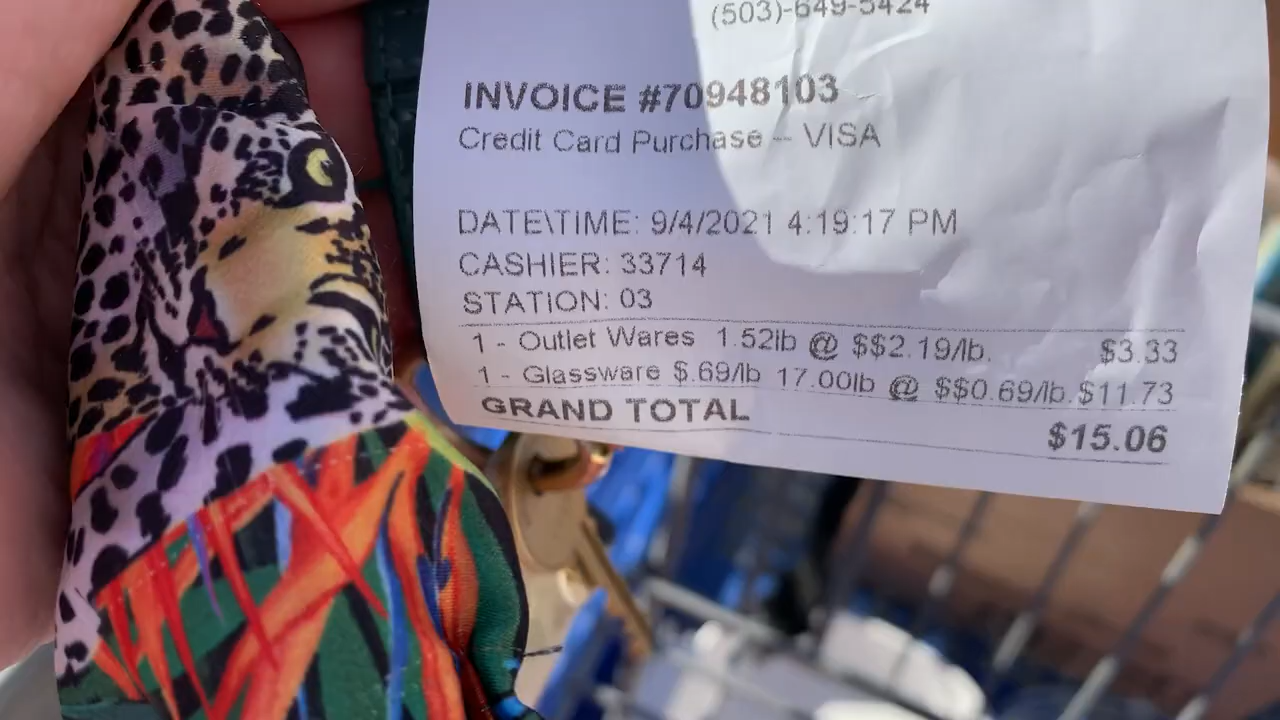 (503)-649-5424
INVOICE #70948103
Credit Card Purchase -- VISA
DATE\TIME: 9/4/2021 4:19:17 PM
CASHIER: 33714
STATION: 03
1 - Outlet Wares 1.52lb @ $$2.19/lb. $3.33
1 - Glassware $.69/lb 17.00lb @ $$0.69/lb. $11.73
GRAND TOTAL $15.06